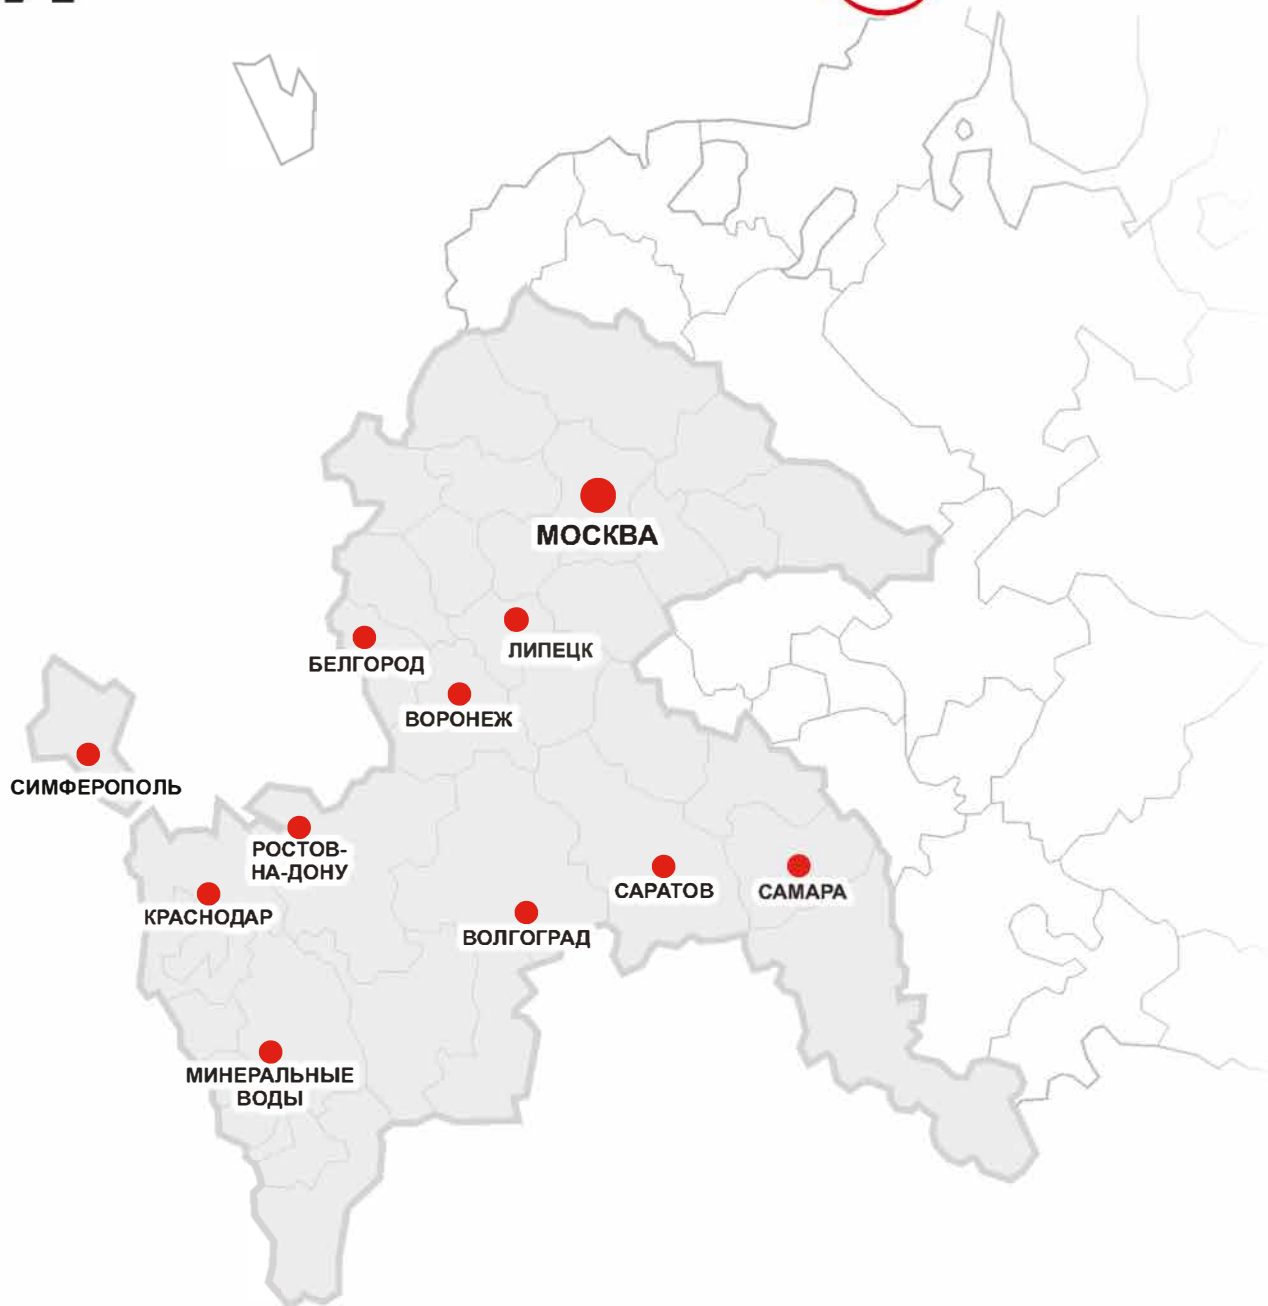 МОСКВА
ЛИПЕЦК
БЕЛГОРОД
ВОРОНЕЖ
СИМФЕРОПОЛЬ
РОСТОВ-
НА-ДОНУ
САРАТОВ
САМАРА
КРАСНОДАР
ВОЛГОГРАД
МИНЕРАЛЬНЫЕ
ВОДЫ